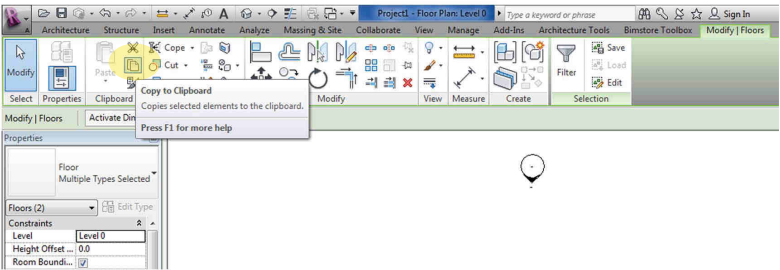 Project1 - Floor Plan: Level 0
Type a keyword or phrase
Sign In
Architecture Structure Insert Annotate Analyze Massing & Site Collaborate View Manage Add-Ins Architecture Tools Bimstore Toolbox Modify | Floors
Modify
Paste
Cope
Cut
Filter
Save
Load
Edit
Select Properties Clipboard Modify View Measure Create Selection
Copy to Clipboard
Copies selected elements to the clipboard.
Press F1 for more help
Modify | Floors
Activate Dim
Properties
Floor
Multiple Types Selected
Floors (2)
Edit Type
Constraints
Level Level 0
Height Offset ... 0.0
Room Boundi...